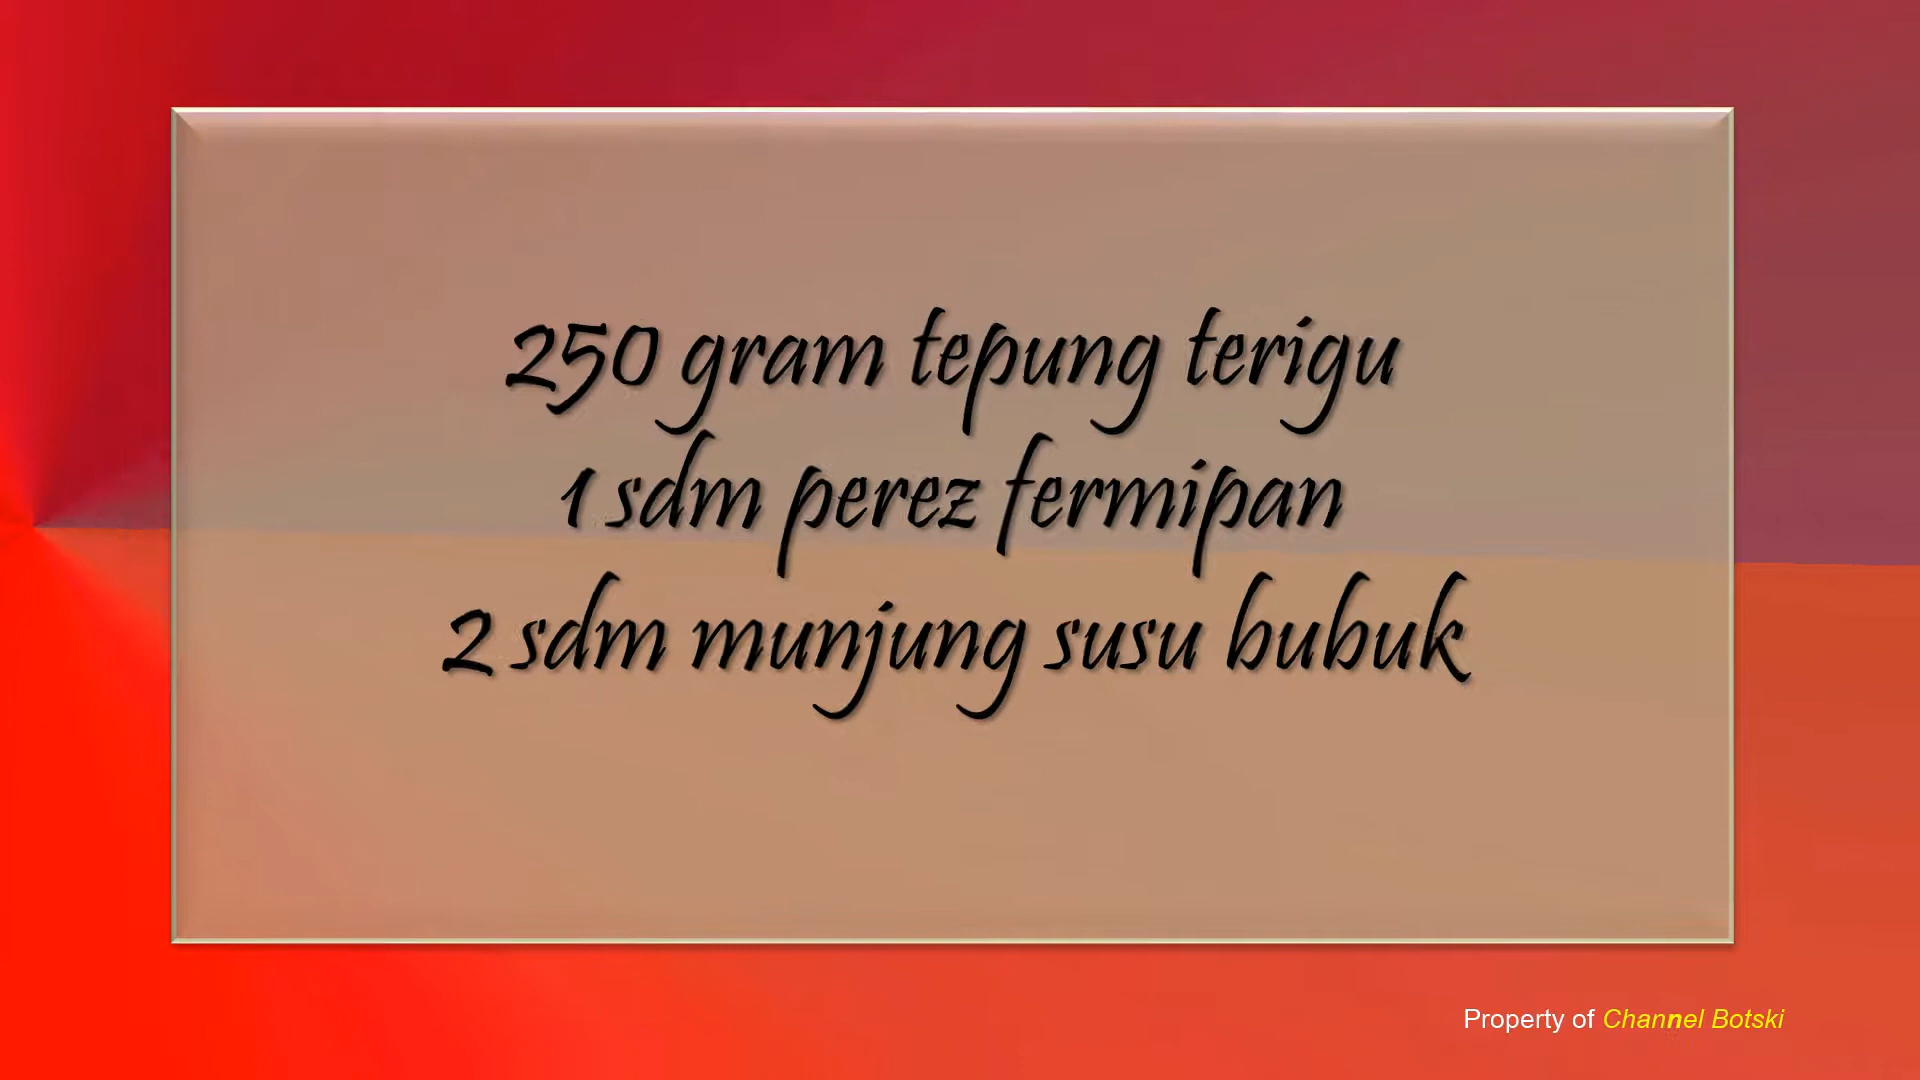 250 gram tepung terigu
1 sdm perez fermipan
2 sdm munjung susu bubuk
Property of Channel Botski